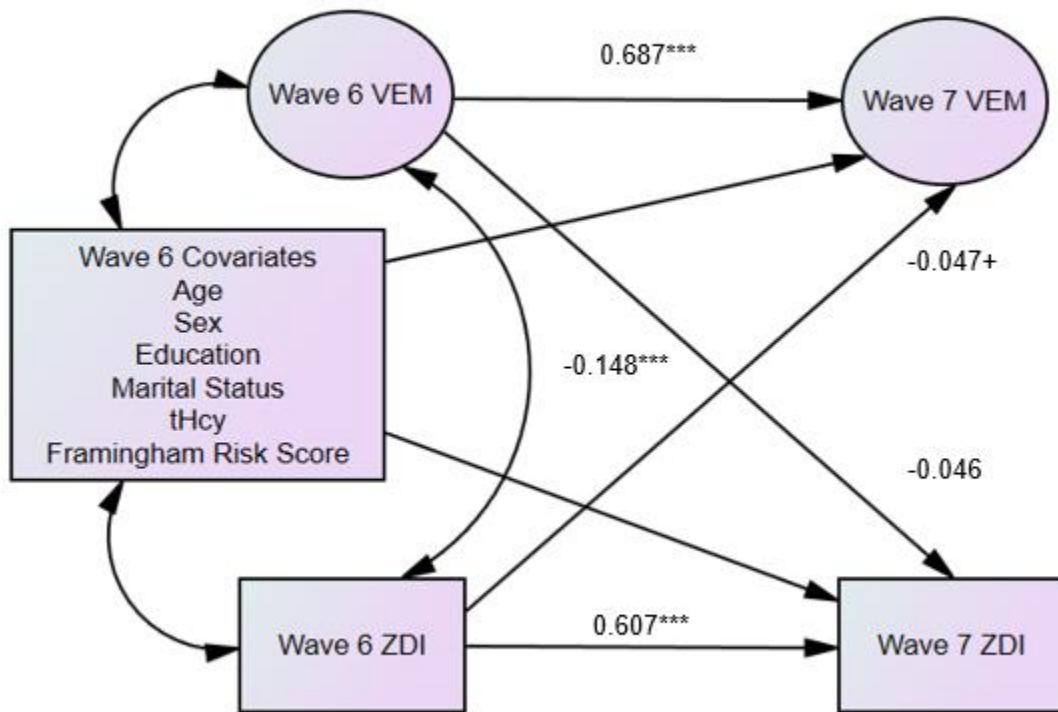 0.687***
Wave 6 VEM
Wave 7 VEM
Wave 6 Covariates
Age
Sex
Education
Marital Status
tHcy
Framingham Risk Score
-0.047+
-0.148***
-0.046
0.607***
Wave 6 ZDI
Wave 7 ZDI